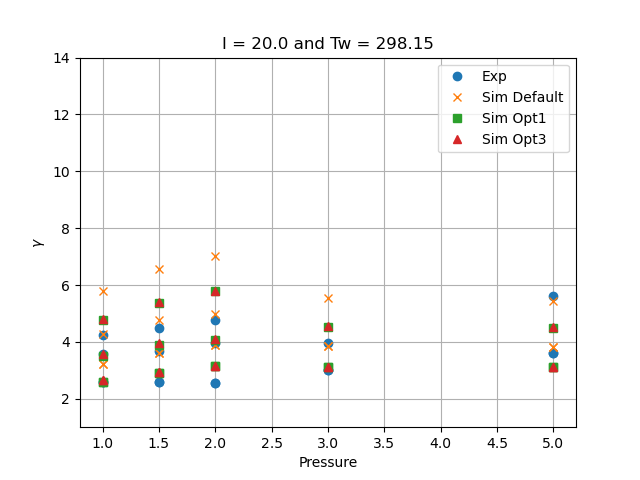 I = 20.0 and Tw = 298.15
14
12
10
8
6
4
2
γ
Exp
Sim Default
Sim Opt1
Sim Opt3
1.0 1.5 2.0 2.5 3.0 3.5 4.0 4.5 5.0
Pressure